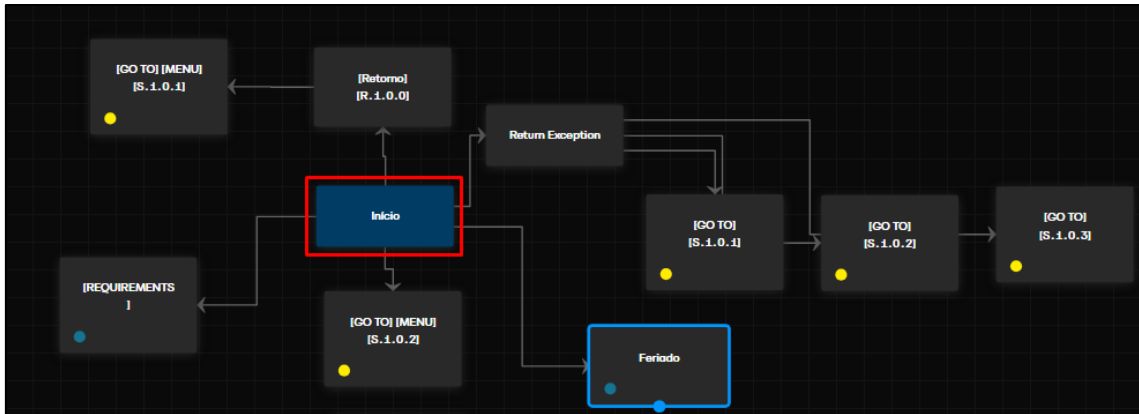 [GO TO] [MENU]
[S.1.0.1]
[Retorno]
[R.1.0.0]
Return Exception
Início
[GO TO]
[S.1.0.1]
[GO TO]
[S.1.0.2]
[GO TO]
[S.1.0.3]
[REQUIREMENTS
]
[GO TO] [MENU]
[S.1.0.2]
Feriado